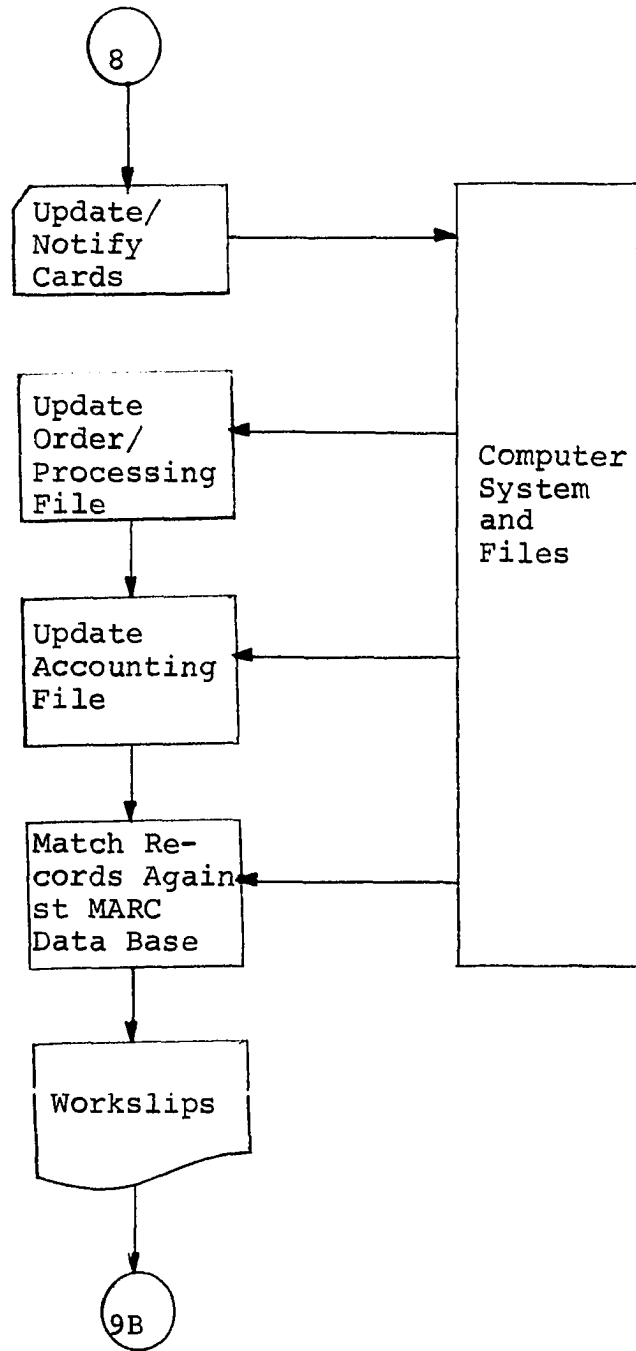 8
Update/
Notify
Cards
Update
Order/
Processing
File
Computer
System
and
Files
Update
Accounting
File
Match Re-
cords Again
st MARC
Data Base
Workslips
9B